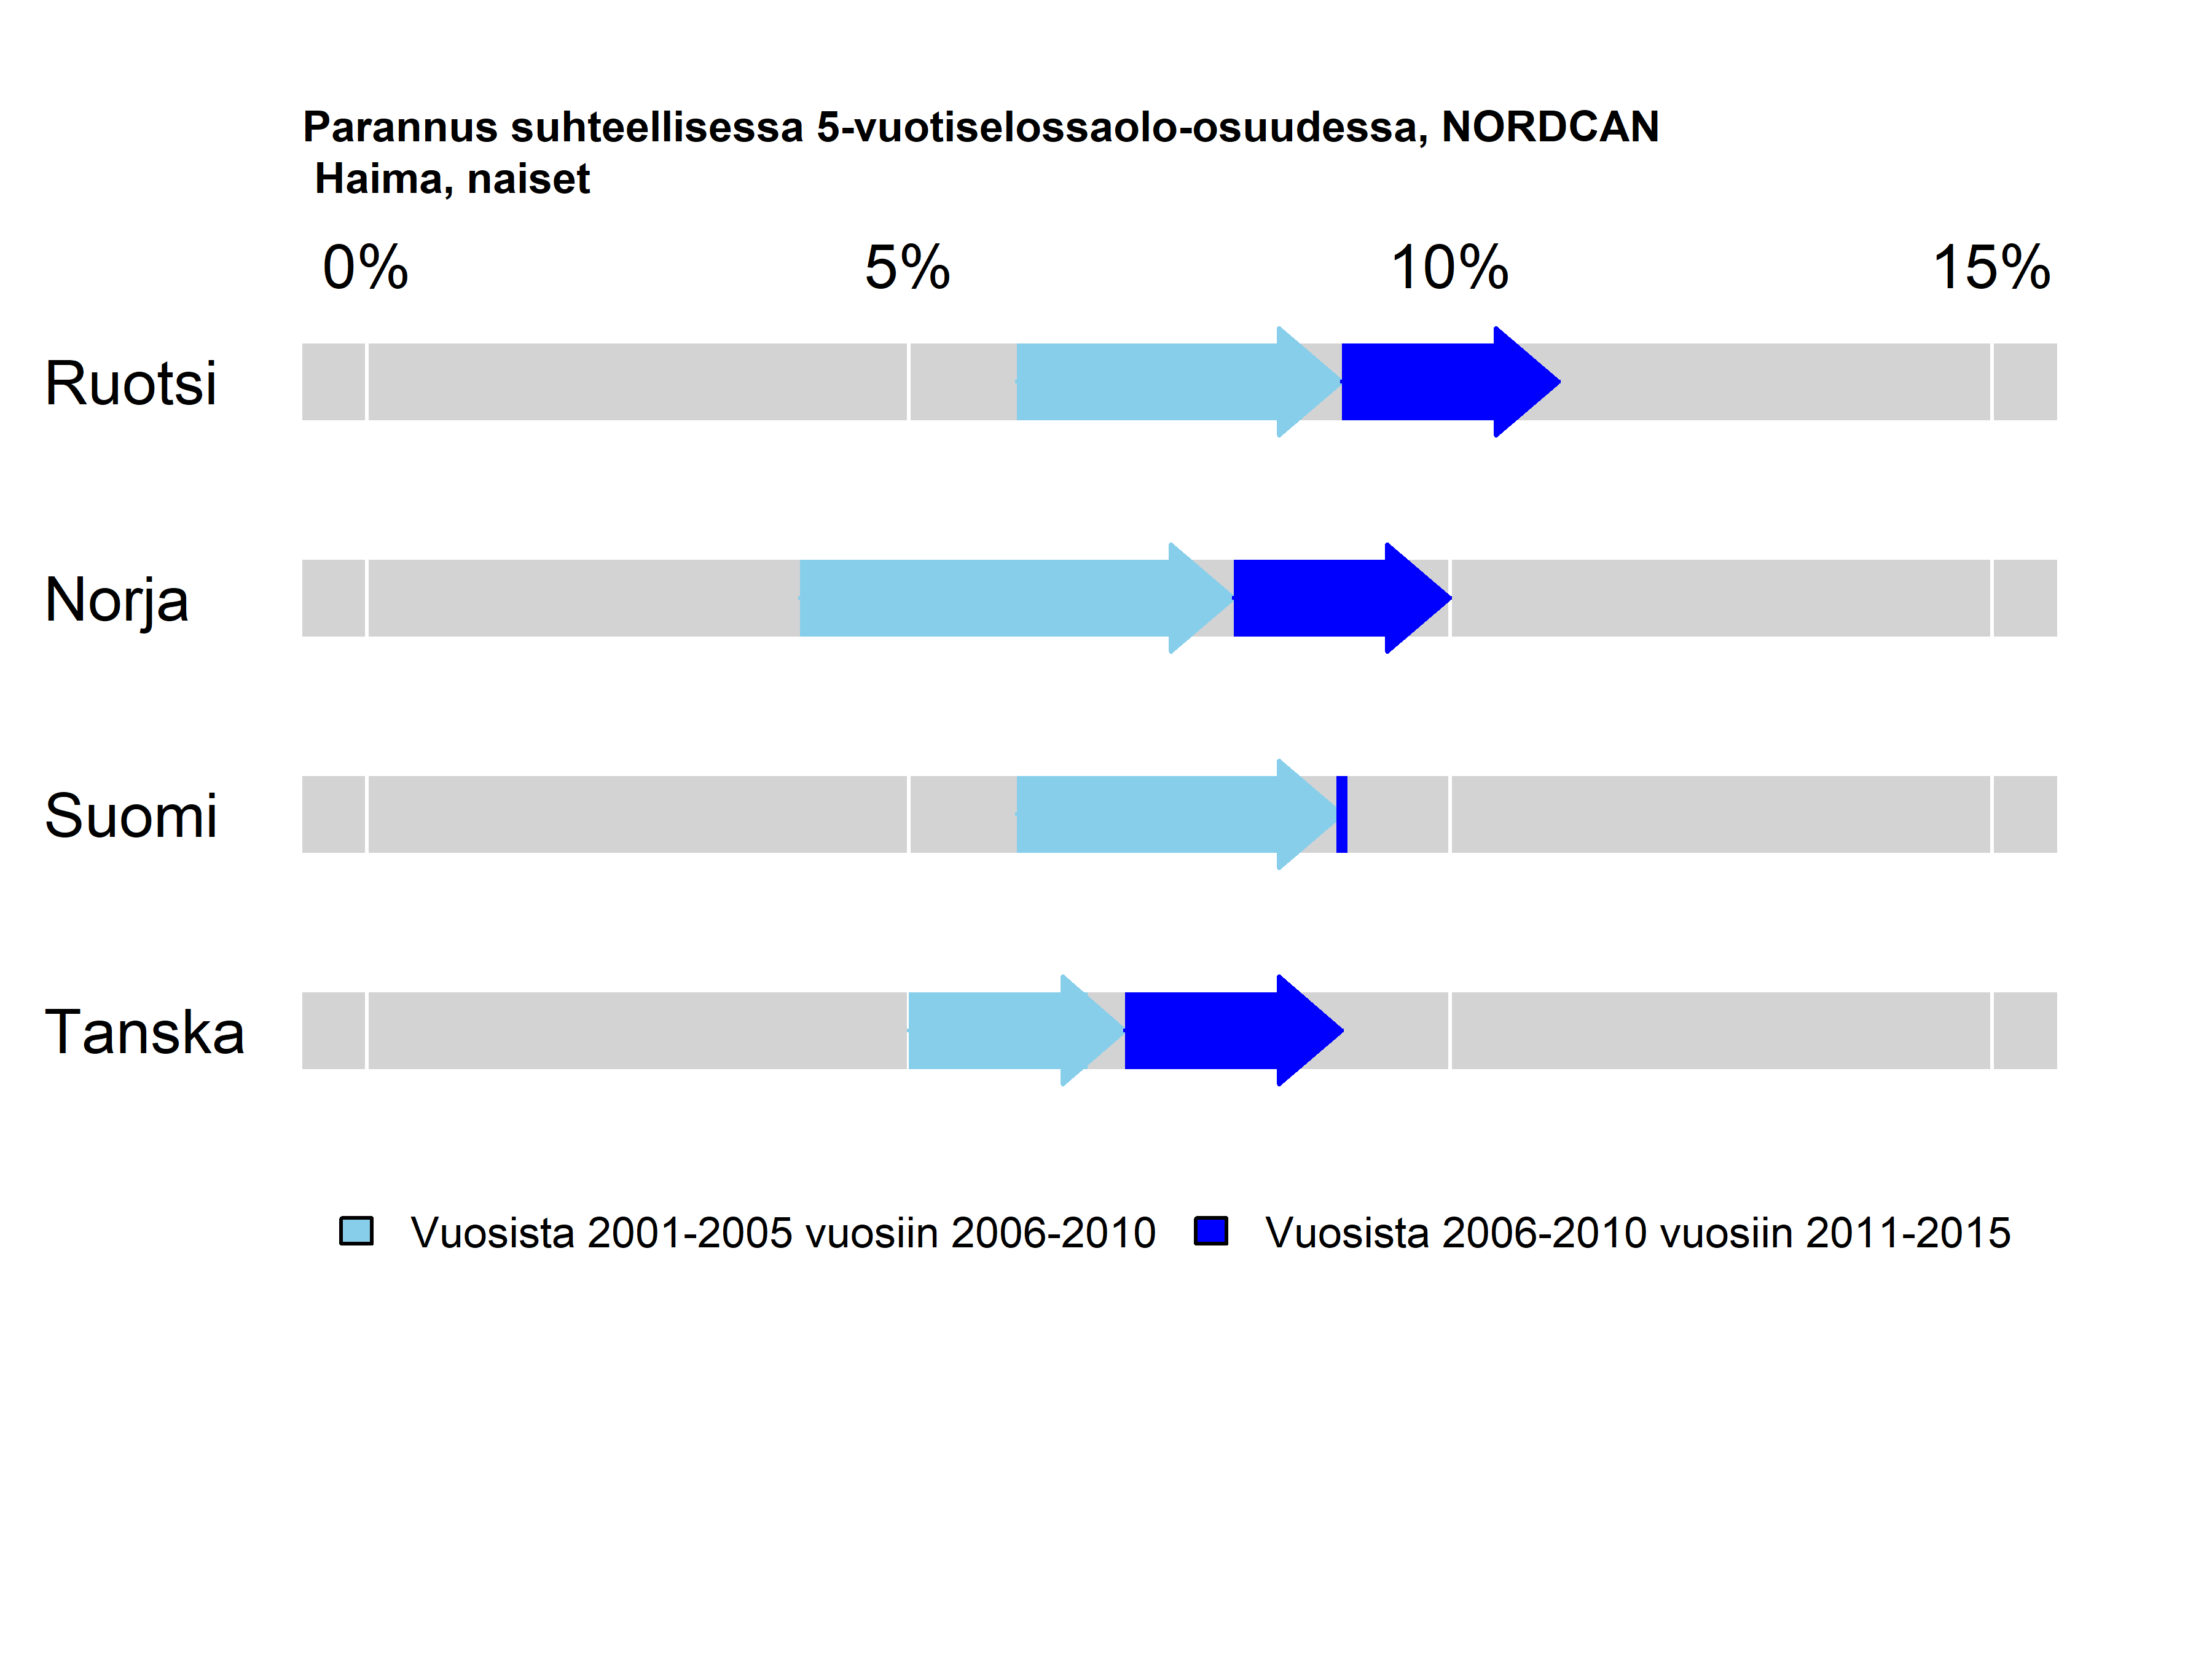 Parannus suhteellisessa 5-vuotiselossaolo-osuudessa, NORDCAN
Haima, naiset
0% 5% 10% 15%
Ruotsi
Norja
Suomi
Tanska
Vuosista 2001-2005 vuosiin 2006-2010 Vuosista 2006-2010 vuosiin 2011-2015